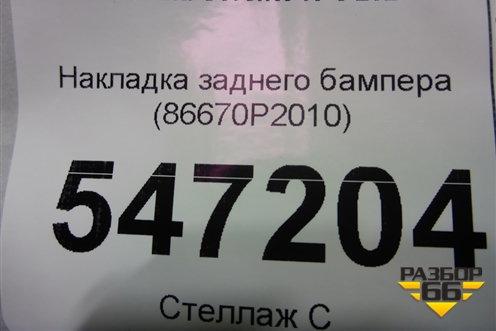 Накладка заднего бампера
(86670P2010)
547204
Стеллаж С
РАЗБОР
66